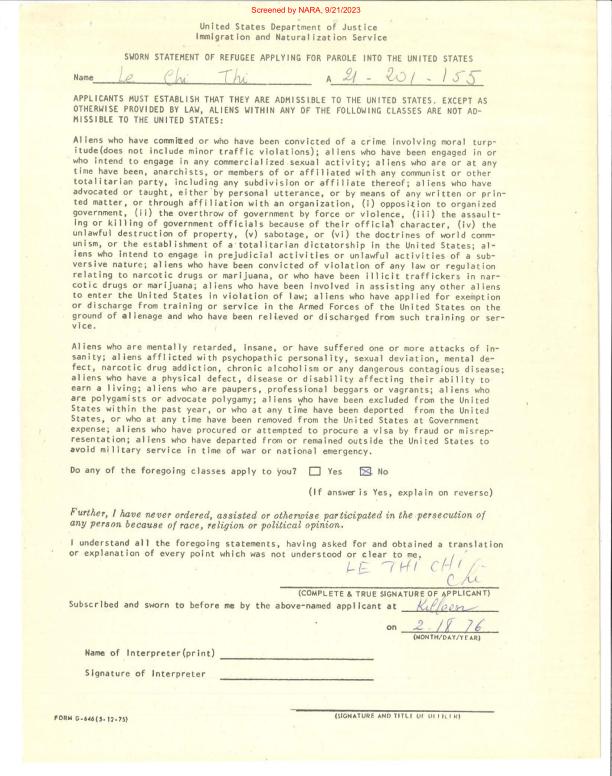 Screened by NARA, 9/21/2023
United States Department of Justice
Immigration and Naturalization Service
SWORN STATEMENT OF REFUGEE APPLYING FOR PAROLE INTO THE UNITED STATES
Name Le Chi Thi A 21 - 201 - 155
APPLICANTS MUST ESTABLISH THAT THEY ARE ADMISSIBLE TO THE UNITED STATES. EXCEPT AS
OTHERWISE PROVIDED BY LAW, ALIENS WITHIN ANY OF THE FOLLOWING CLASSES ARE NOT AD-
MISSIBLE TO THE UNITED STATES:
Aliens who have committed or who have been convicted of a crime involving moral turp-
itude(does not include minor traffic violations); aliens who have been engaged in or
who intend to engage in any commercialized sexual activity; aliens who are or at any
time have been, anarchists, or members of or affiliated with any communist or other
totalitarian party, including any subdivision or affiliate thereof; aliens who have
advocated or taught, either by personal utterance, or by means of any written or prin-
ted matter, or through affiliation with an organization, (i) opposition to organized
government, (ii) the overthrow of government by force or violence, (iii) the assault-
ing or killing of government officials because of their official character, (iv) the
unlawful destruction of property, (v) sabotage, or (vi) the doctrines of world comm-
unism, or the establishment of a totalitarian dictatorship in the United States; al-
iens who intend to engage in prejudicial activities or unlawful activities of a sub-
versive nature; aliens who have been convicted of violation of any law or regulation
relating to narcotic drugs or marijuana, or who have been illicit traffickers in nar-
cotic drugs or marijuana; aliens who have been involved in assisting any other aliens
to enter the United States in violation of law; aliens who have applied for exemption
or discharge from training or service in the Armed Forces of the United States on the
ground of alienage and who have been relieved or discharged from such training or ser-
vice.
Aliens who are mentally retarded, insane, or have suffered one or more attacks of in-
sanity; aliens afflicted with psychopathic personality, sexual deviation, mental de-
fect, narcotic drug addiction, chronic alcoholism or any dangerous contagious disease;
aliens who have a physical defect, disease or disability affecting their ability to
earn a living; aliens who are paupers, professional beggars or vagrants; aliens who
are polygamists or advocate polygamy; aliens who have been excluded from the United
States within the past year, or who at any time have been deported from the United
States, or who at any time have been removed from the United States at Government
expense; aliens who have procured or attempted to procure a visa by fraud or misrep-
resentation; aliens who have departed from or remained outside the United States to
avoid military service in time of war or national emergency.
Do any of the foregoing classes apply to you? Yes No
(If answer is Yes, explain on reverse)
Further, I have never ordered, assisted or otherwise participated in the persecution of
any person because of race, religion or political opinion.
I understand all the foregoing statements, having asked for and obtained a translation
or explanation of every point which was not understood or clear to me.
LE THI CHI
Chi
(COMPLETE & TRUE SIGNATURE OF APPLICANT)
Subscribed and sworn to before me by the above-named applicant at Killeen
on 2-18 76
(MONTH/DAY/YEAR)
Name of Interpreter(print)
Signature of Interpreter
(SIGNATURE AND TITLE OF OFFICER)
FORM G-646(3-12-75)